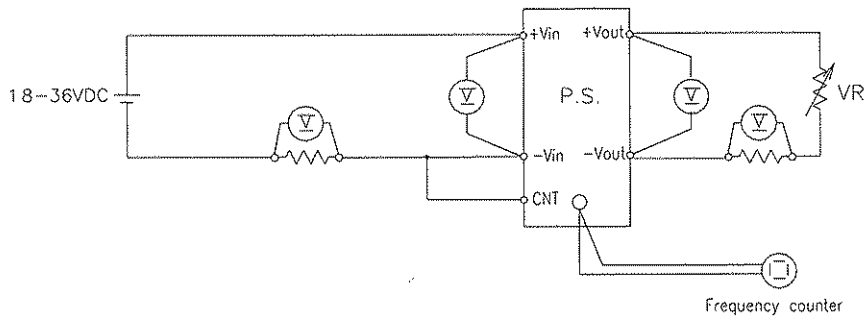 +Vin
+Vout
18-36VDC
V
P.S.
V
VR
V
V
-Vin
-Vout
CNT
Frequency counter